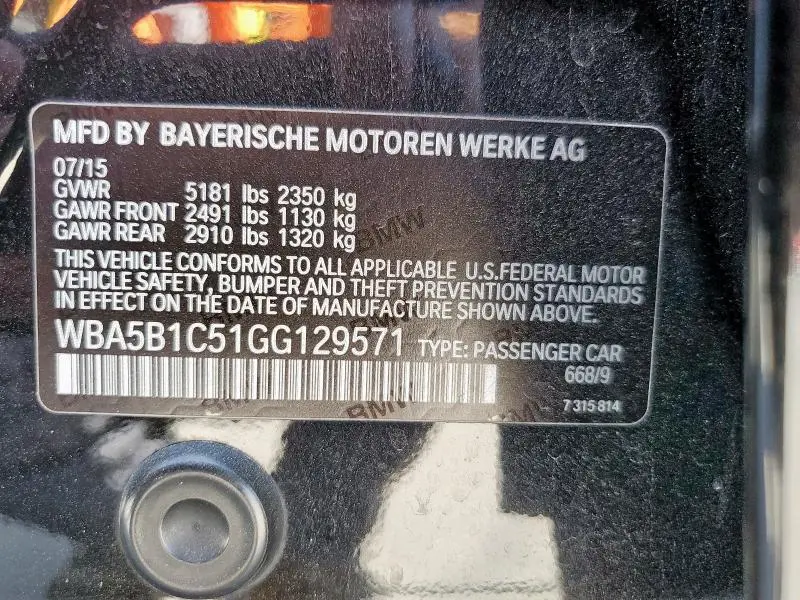 MFD BY BAYERISCHE MOTOREN WERKE AG
07/15
GVWR 5181 lbs 2350 kg
GAWR FRONT 2491 lbs 1130 kg
GAWR REAR 2910 lbs 1320 kg
THIS VEHICLE CONFORMS TO ALL APPLICABLE U.S.FEDERAL MOTOR
VEHICLE SAFETY, BUMPER AND THEFT PREVENTION STANDARDS
IN EFFECT ON THE DATE OF MANUFACTURE SHOWN ABOVE.
WBA5B1C51GG129571 TYPE: PASSENGER CAR
668/9
7 315 814
BMW
BMW